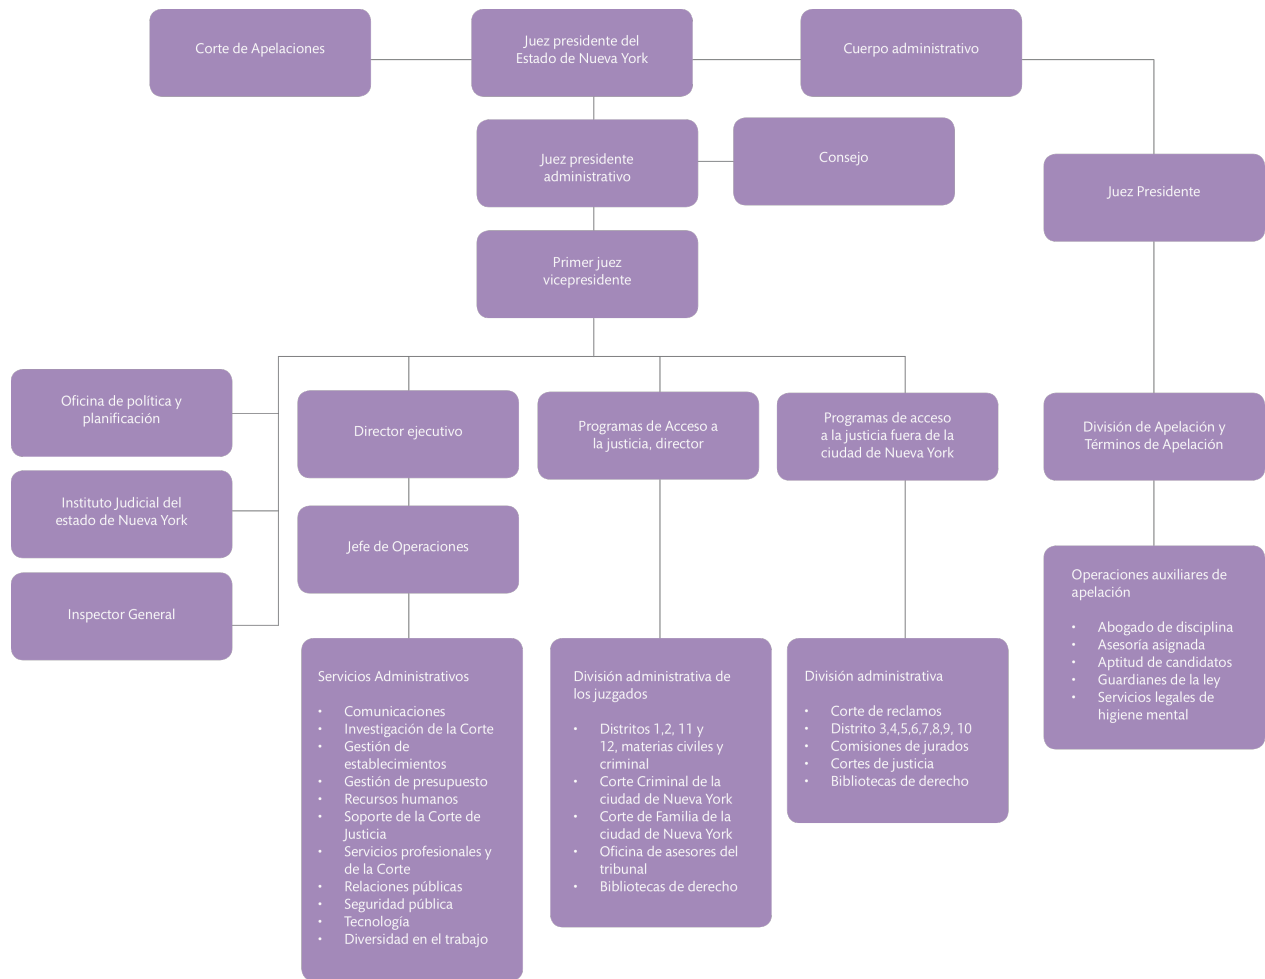 Corte de Apelaciones
Juez presidente del
Estado de Nueva York
Cuerpo administrativo
Juez presidente
administrativo
Consejo
Juez Presidente
Primer juez
vicepresidente
Oficina de política y
planificación
Instituto Judicial del
estado de Nueva York
Inspector General
Director ejecutivo
Jefe de Operaciones
Programas de Acceso a
la justicia, director
Programas de acceso
a la justicia fuera de la
ciudad de Nueva York
División de Apelación y
Términos de Apelación
Servicios Administrativos
• Comunicaciones
• Investigación de la Corte
• Gestión de
establecimientos
• Gestión de presupuesto
• Recursos humanos
• Soporte de la Corte de
Justicia
• Servicios profesionales y
de la Corte
• Relaciones públicas
• Seguridad pública
• Tecnología
• Diversidad en el trabajo
División administrativa de
los juzgados
• Distritos 1,2, 11 y
12, materias civiles y
criminal
• Corte Criminal de la
ciudad de Nueva York
• Corte de Familia de la
ciudad de Nueva York
• Oficina de asesores del
tribunal
• Bibliotecas de derecho
División administrativa
• Corte de reclamos
• Distrito 3,4,5,6,7,8,9, 10
• Comisiones de jurados
• Cortes de justicia
• Bibliotecas de derecho
Operaciones auxiliares de
apelación
• Abogado de disciplina
• Asesoría asignada
• Aptitud de candidatos
• Guardianes de la ley
• Servicios legales de
higiene mental